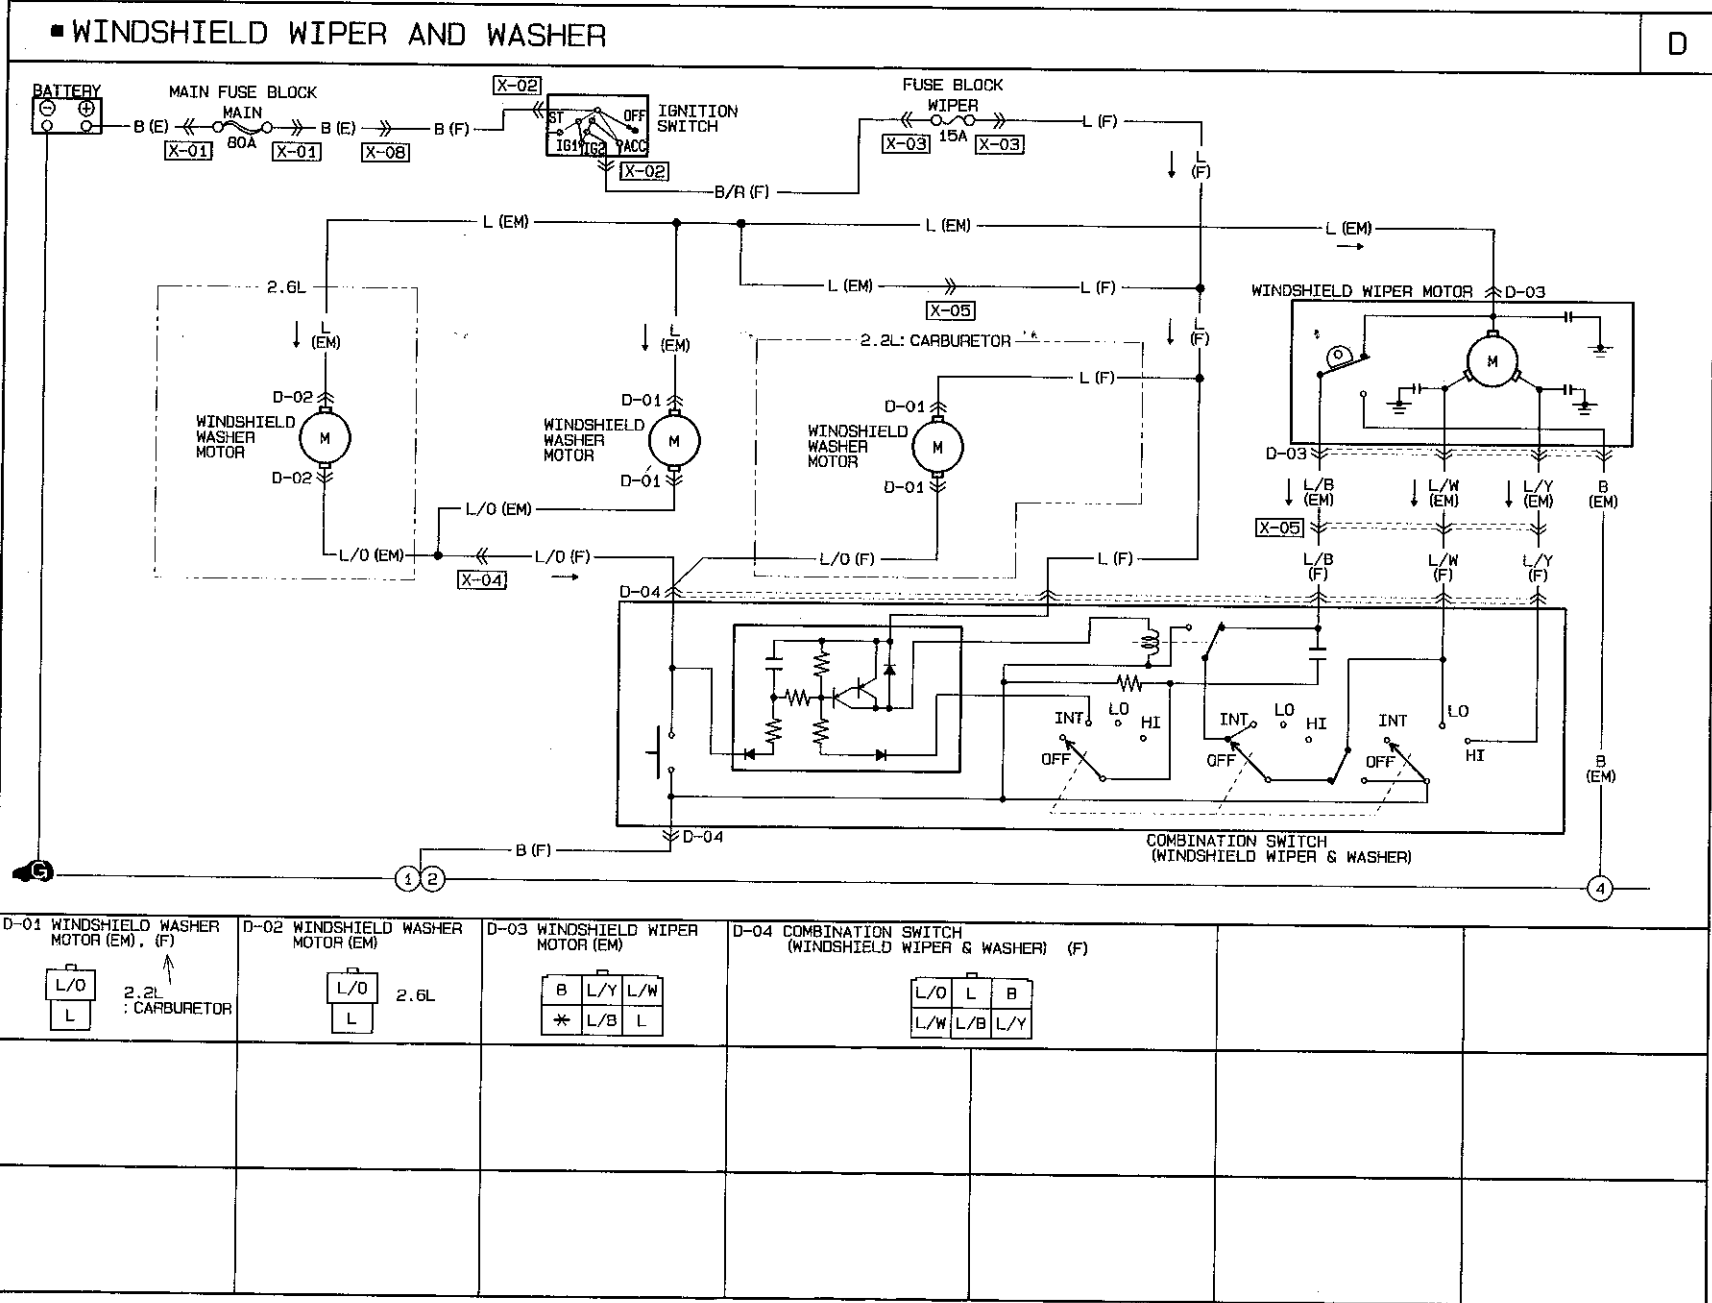 ■WINDSHIELD WIPER AND WASHER
D
BATTERY
MAIN FUSE BLOCK
MAIN
80A
B (E)
X-01
X-01
B (E)
X-08
B (F)
X-02
ST
OFF
IG1
IG2
ACC
IGNITION
SWITCH
X-02
B/R (F)
FUSE BLOCK
WIPER
15A
X-03
X-03
L (F)
L
(F)
L (EM)
L (EM)
L (EM)
L (EM)
X-05
L (F)
2.6L
L
(EM)
D-02
WINDSHIELD
WASHER
MOTOR
M
D-02
L
(EM)
D-01
WINDSHIELD
WASHER
MOTOR
M
D-01
2.2L: CARBURETOR
L (F)
L
(F)
D-01
WINDSHIELD
WASHER
MOTOR
M
D-01
WINDSHIELD WIPER MOTOR
D-03
M
D-03
L/B
(EM)
L/W
(EM)
L/Y
(EM)
B
(EM)
X-05
L/B
(F)
L/W
(F)
L/Y
(F)
L/O (EM)
L/O (EM)
X-04
L/O (F)
L/O (F)
L (F)
D-04
INT
LO
HI
OFF
INT
LO
HI
OFF
INT
LO
HI
OFF
B
(EM)
D-04
B (F)
COMBINATION SWITCH
(WINDSHIELD WIPER & WASHER)
G
1
2
4
D-01 WINDSHIELD WASHER
MOTOR (EM), (F)
L/O
L
2.2L
: CARBURETOR
D-02 WINDSHIELD WASHER
MOTOR (EM)
L/O
L
2.6L
D-03 WINDSHIELD WIPER
MOTOR (EM)
B L/Y L/W
* L/B L
D-04 COMBINATION SWITCH
(WINDSHIELD WIPER & WASHER) (F)
L/O L B
L/W L/B L/Y